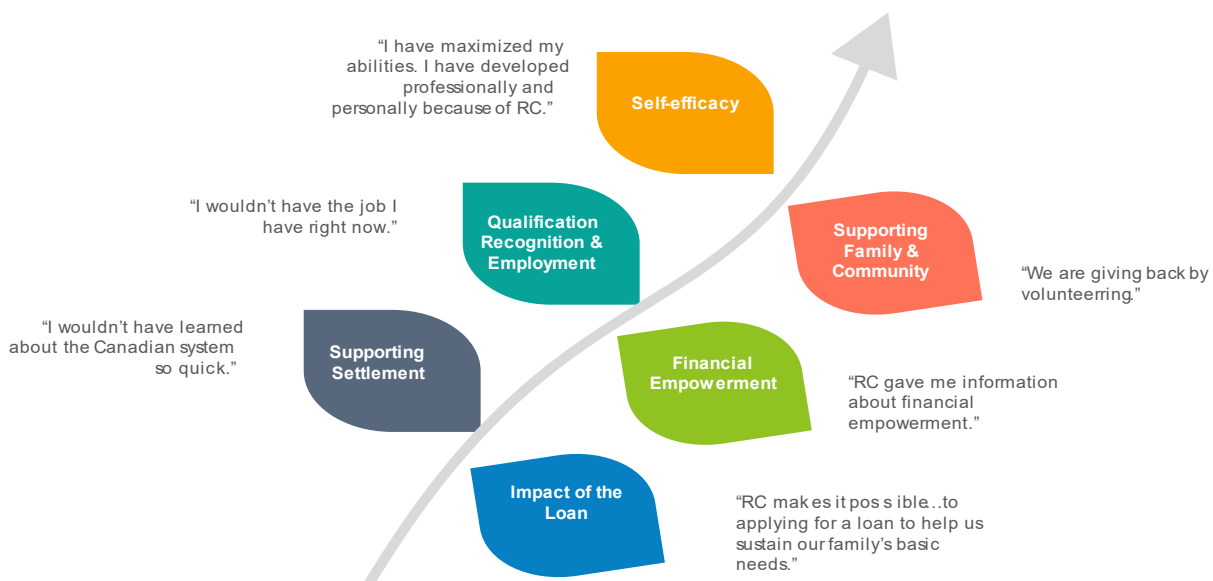 “I have maximized my
abilities. I have developed
professionally and
personally because of RC.”
Self-efficacy
“I wouldn’t have the job I
have right now.”
Qualification
Recognition &
Employment
Supporting
Family &
Community
“We are giving back by
volunteerring.”
“I wouldn’t have learned
about the Canadian system
so quick.”
Supporting
Settlement
Financial
Empowerment
“RC gave me information
about financial
empowerment.”
Impact of the
Loan
“RC makes it possible...to
applying for a loan to help us
sustain our family’s basic
needs.”